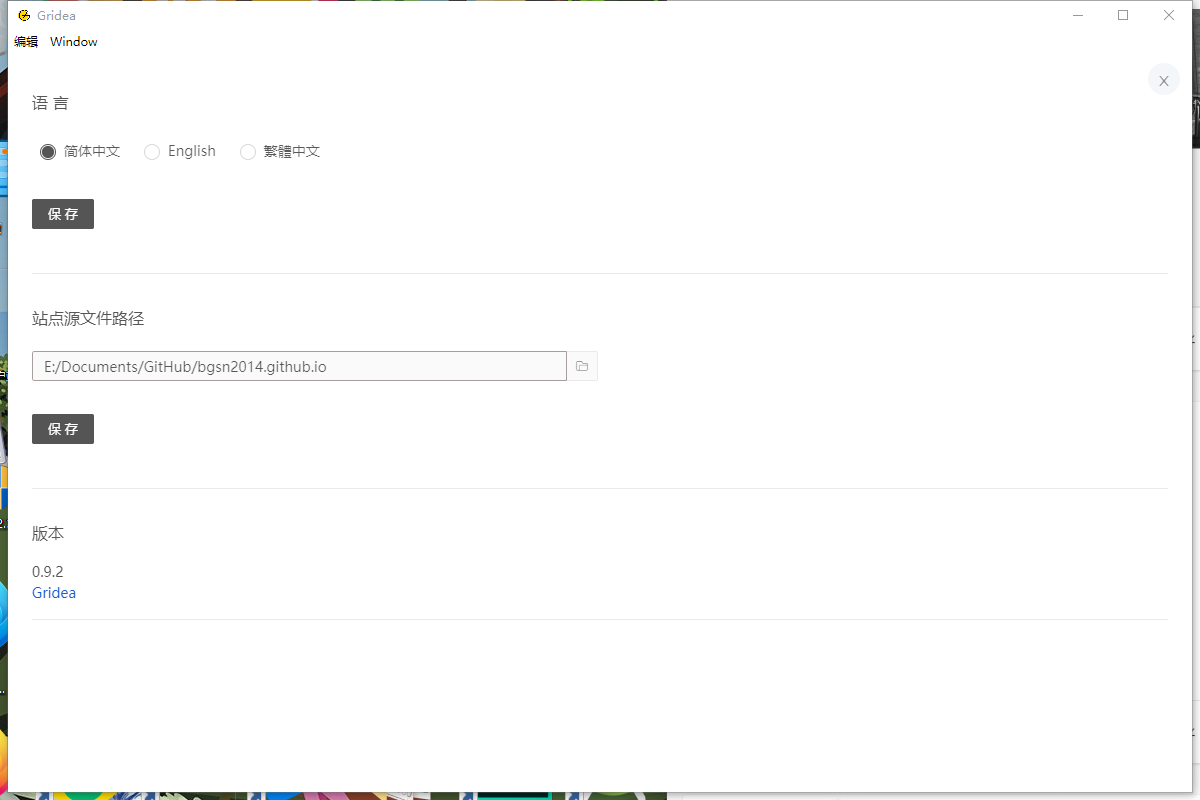 Gridea
编辑 Window
X
语 言
简体中文 English 繁體中文
保 存
站点源文件路径
E:/Documents/GitHub/bgsn2014.github.io
保 存
版本
0.9.2
Gridea